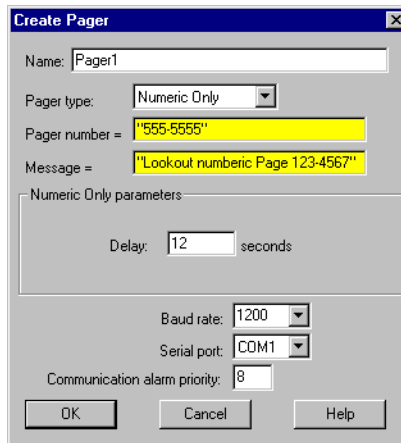 Create Pager
Name: Pager1
Pager type: Numeric Only
Pager number = "555-5555"
Message = "Lookout numberic Page 123-4567"
Numeric Only parameters
Delay: 12 seconds
Baud rate: 1200
Serial port: COM1
Communication alarm priority: 8
OK Cancel Help